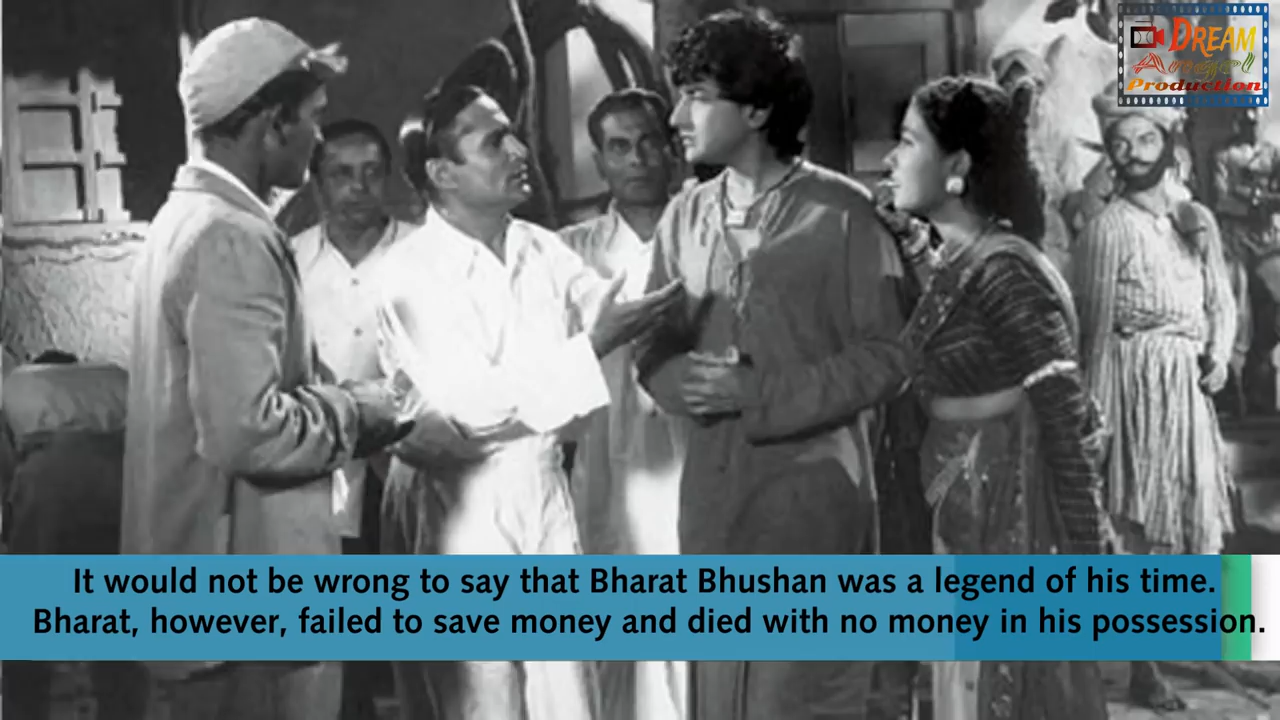 DREAM
Angel
Production
It would not be wrong to say that Bharat Bhushan was a legend of his time.
Bharat, however, failed to save money and died with no money in his possession.